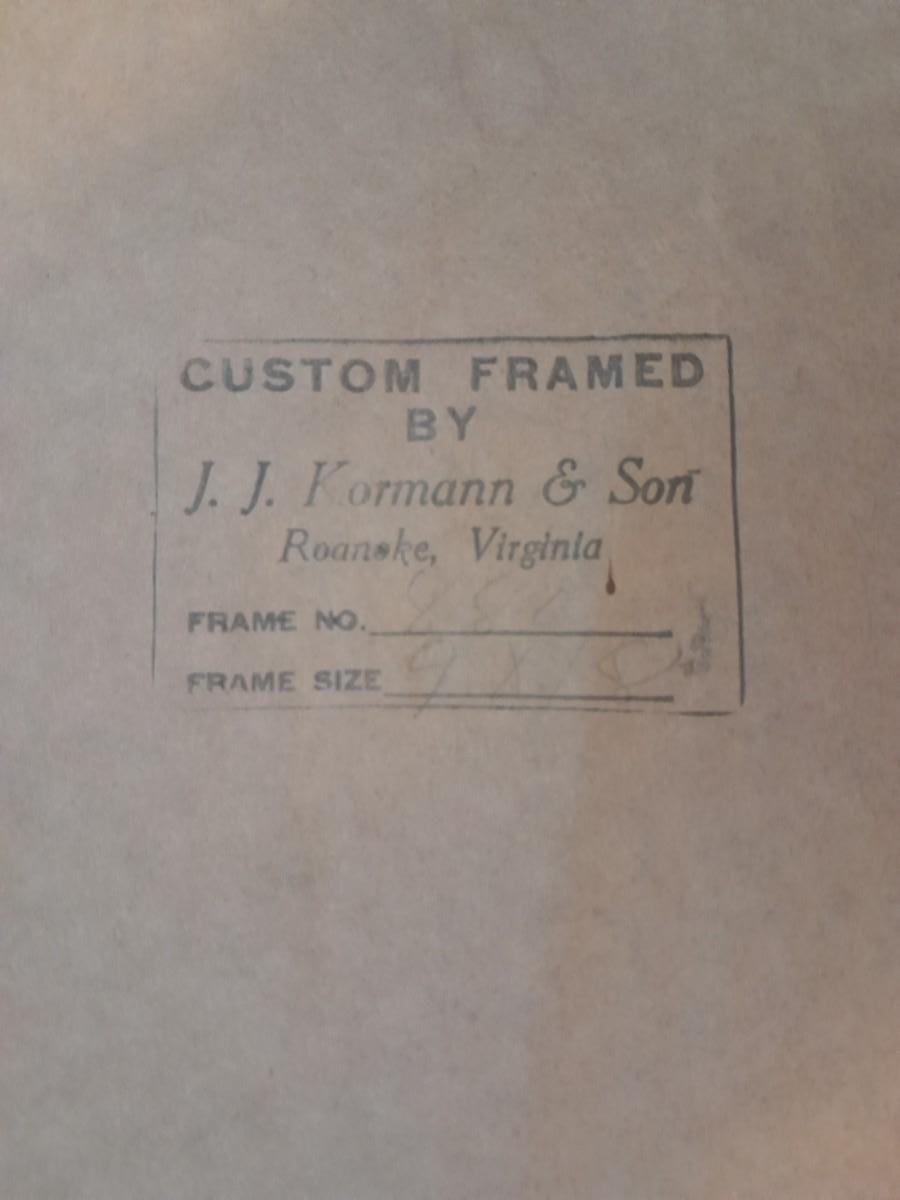 CUSTOM FRAMED
BY
J. J. Kormann & Son
Roanoke, Virginia
FRAME NO.
FRAME SIZE